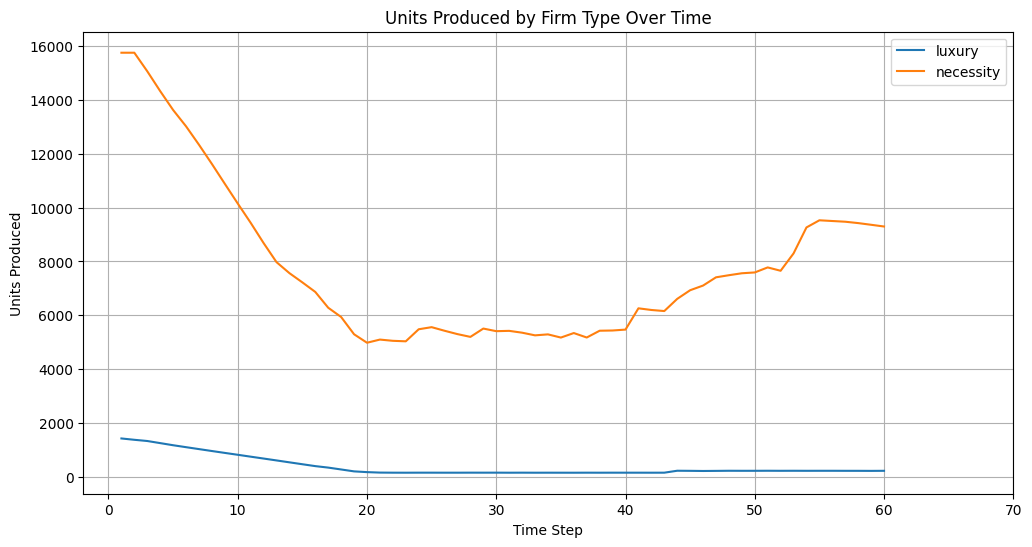 Units Produced by Firm Type Over Time
luxury
necessity
Units Produced
16000
14000
12000
10000
8000
6000
4000
2000
0
0 10 20 30 40 50 60 70
Time Step